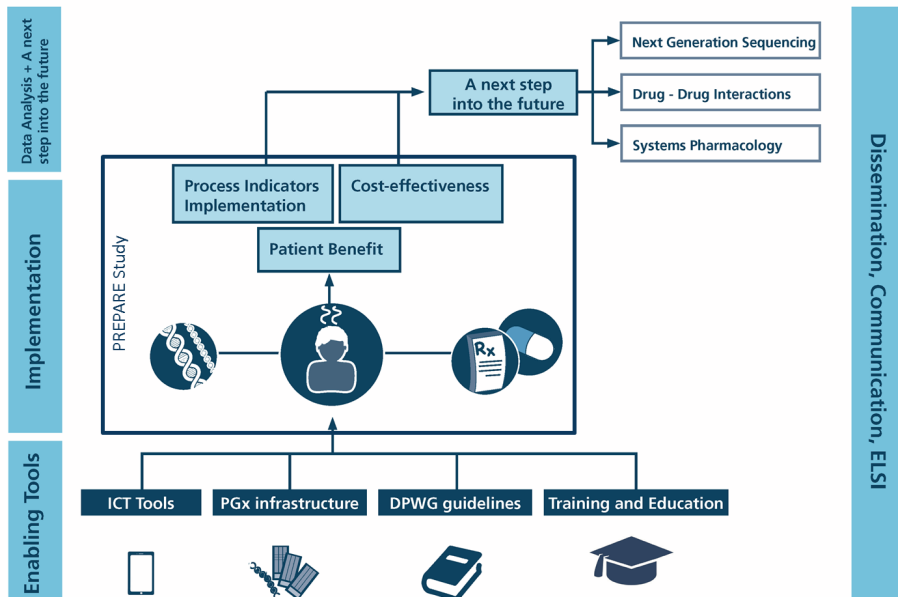 Data Analysis + A next
step into the future
Implementation
Enabling Tools
A next step
into the future
Next Generation Sequencing
Drug - Drug Interactions
Systems Pharmacology
PREPARE Study
Process Indicators
Implementation
Cost-effectiveness
Patient Benefit
Rx
ICT Tools
PGx infrastructure
DPWG guidelines
Training and Education
Dissemination, Communication, ELSI